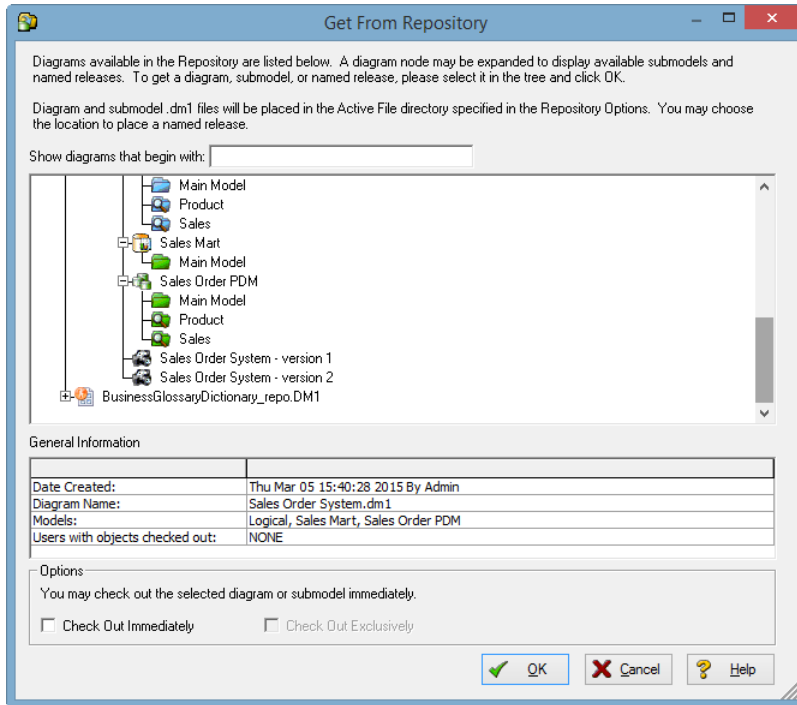 Get From Repository
Diagrams available in the Repository are listed below. A diagram node may be expanded to display available submodels and
named releases. To get a diagram, submodel, or named release, please select it in the tree and click OK.
Diagram and submodel .dm1 files will be placed in the Active File directory specified in the Repository Options. You may choose
the location to place a named release.
Show diagrams that begin with:
Main Model
Product
Sales
Sales Mart
Main Model
Sales Order PDM
Main Model
Product
Sales
Sales Order System - version 1
Sales Order System - version 2
BusinessGlossaryDictionary_repo.DM1
General Information
Date Created: Thu Mar 05 15:40:28 2015 By Admin
Diagram Name: Sales Order System.dm1
Models: Logical, Sales Mart, Sales Order PDM
Users with objects checked out: NONE
Options
You may check out the selected diagram or submodel immediately.
Check Out Immediately Check Out Exclusively
OK Cancel Help